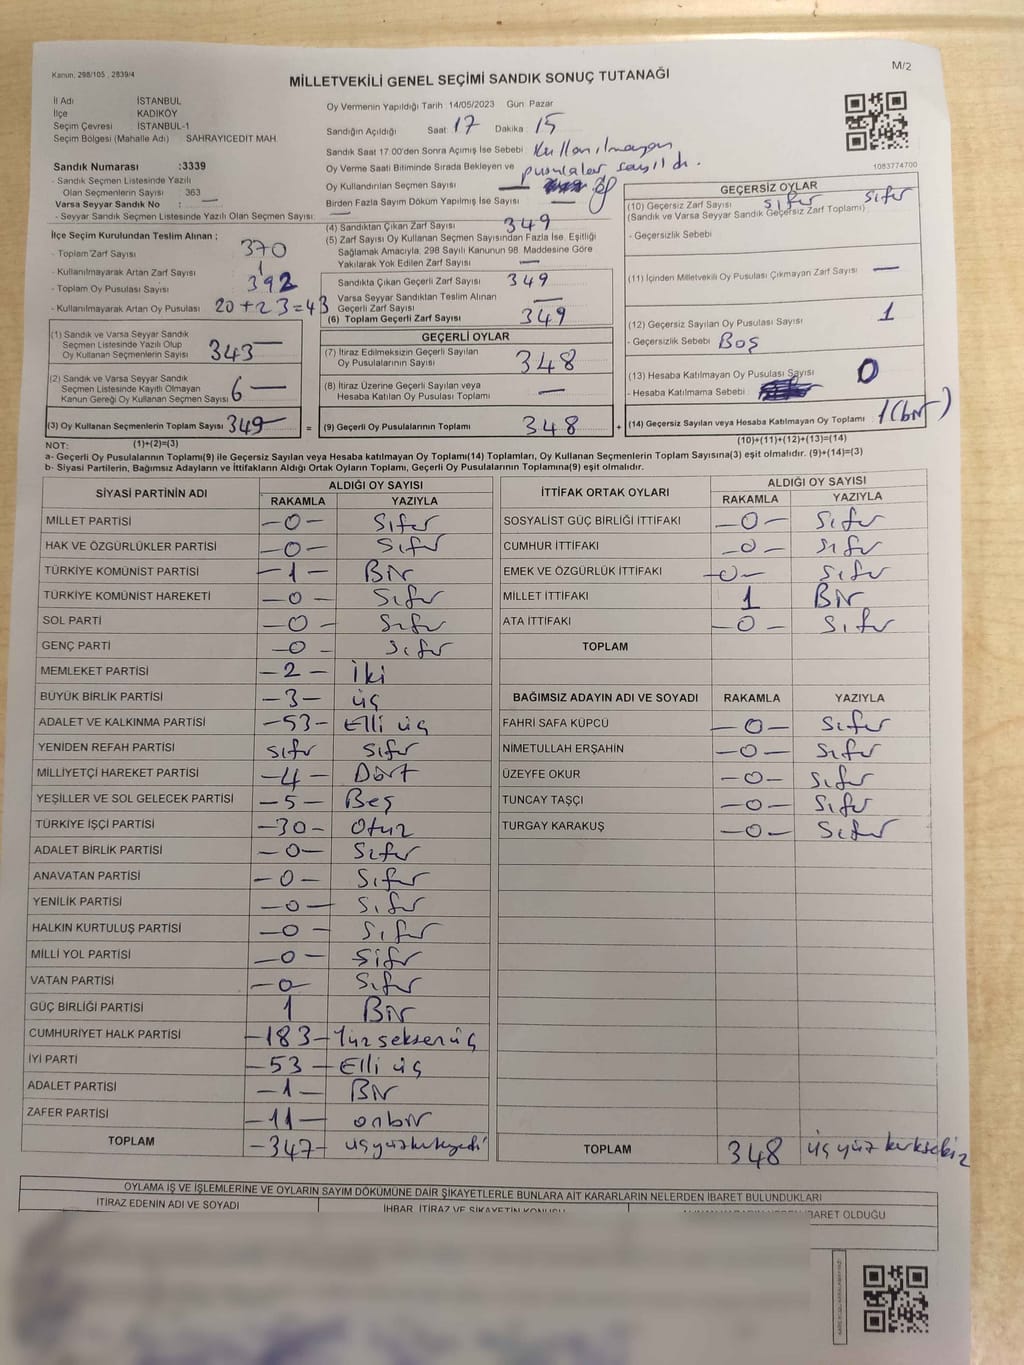 Kanun, 298/105 , 2839/4
M/2
MİLLETVEKİLİ GENEL SEÇİMİ SANDIK SONUÇ TUTANAĞI
İl Adı İSTANBUL
İlçe KADIKÖY
Seçim Çevresi İSTANBUL-1
Seçim Bölgesi (Mahalle Adı) SAHRAYICEDİT MAH.
Sandık Numarası :3339
- Sandık Seçmen Listesinde Yazılı
Olan Seçmenlerin Sayısı 363
Varsa Seyyar Sandık No : —
- Seyyar Sandık Seçmen Listesinde Yazılı Olan Seçmen Sayısı: —
Oy Vermenin Yapıldığı Tarih :14/05/2023 Gün Pazar
Sandığın Açıldığı Saat 17 Dakika 15
Sandık Saat 17.00'den Sonra Açımış İse Sebebi Kullanılmayan
Oy Verme Saati Bitiminde Sırada Bekleyen ve pusulalar sayıldı.
Oy Kullandırılan Seçmen Sayısı —
Birden Fazla Sayım Döküm Yapılmış İse Sayısı —
1083774700
İlçe Seçim Kurulundan Teslim Alınan :
- Toplam Zarf Sayısı 370
- Kullanılmayarak Artan Zarf Sayısı
- Toplam Oy Pusulası Sayısı 392
- Kullanılmayarak Artan Oy Pusulası 20+23=43
(1) Sandık ve Varsa Seyyar Sandık
Seçmen Listesinde Yazılı Olup
Oy Kullanan Seçmenlerin Sayısı 343—
(2) Sandık ve Varsa Seyyar Sandık
Seçmen Listesinde Kayıtlı Olmayan
Kanun Gereği Oy Kullanan Seçmen Sayısı 6—
(3) Oy Kullanan Seçmenlerin Toplam Sayısı 349—
(4) Sandıktan Çıkan Zarf Sayısı 349
(5) Zarf Sayısı Oy Kullanan Seçmen Sayısından Fazla İse, Eşitliği
Sağlamak Amacıyla, 298 Sayılı Kanunun 98. Maddesine Göre
Yakılarak Yok Edilen Zarf Sayısı —
Sandıkta Çıkan Geçerli Zarf Sayısı 349
Varsa Seyyar Sandıktan Teslim Alınan
Geçerli Zarf Sayısı —
(6) Toplam Geçerli Zarf Sayısı 349
GEÇERLİ OYLAR
(7) İtiraz Edilmeksizin Geçerli Sayılan
Oy Pusulalarının Sayısı 348
(8) İtiraz Üzerine Geçerli Sayılan veya
Hesaba Katılan Oy Pusulası Toplamı —
= (9) Geçerli Oy Pusulalarının Toplamı 348
GEÇERSİZ OYLAR
(10) Geçersiz Zarf Sayısı sıfır sıfır
(Sandık ve Varsa Seyyar Sandık Geçersiz Zarf Toplamı)
- Geçersizlik Sebebi
(11) İçinden Milletvekili Oy Pusulası Çıkmayan Zarf Sayısı —
(12) Geçersiz Sayılan Oy Pusulası Sayısı 1
- Geçersizlik Sebebi Boş
(13) Hesaba Katılmayan Oy Pusulası Sayısı 0
- Hesaba Katılmama Sebebi
+ (14) Geçersiz Sayılan veya Hesaba Katılmayan Oy Toplamı 1(bir)
NOT: (1)+(2)=(3) (10)+(11)+(12)+(13)=(14)
a- Geçerli Oy Pusulalarının Toplamı(9) ile Geçersiz Sayılan veya Hesaba katılmayan Oy Toplamı(14) Toplamları, Oy Kullanan Seçmenlerin Toplam Sayısına(3) eşit olmalıdır. (9)+(14)=(3)
b- Siyasi Partilerin, Bağımsız Adayların ve İttifakların Aldığı Ortak Oyların Toplamı, Geçerli Oy Pusulalarının Toplamına(9) eşit olmalıdır.
SİYASİ PARTİNİN ADI ALDIĞI OY SAYISI
RAKAMLA YAZIYLA
MİLLET PARTİSİ -0- Sıfır
HAK VE ÖZGÜRLÜKLER PARTİSİ -0- Sıfır
TÜRKİYE KOMÜNİST PARTİSİ -1- Bir
TÜRKİYE KOMÜNİST HAREKETİ -0- Sıfır
SOL PARTİ -0- Sıfır
GENÇ PARTİ -0- Sıfır
MEMLEKET PARTİSİ -2- İki
BÜYÜK BİRLİK PARTİSİ -3- üç
ADALET VE KALKINMA PARTİSİ -53- Elli üç
YENİDEN REFAH PARTİSİ sıfır sıfır
MİLLİYETÇİ HAREKET PARTİSİ -4- Dört
YEŞİLLER VE SOL GELECEK PARTİSİ -5- Beş
TÜRKİYE İŞÇİ PARTİSİ -30- Otuz
ADALET BİRLİK PARTİSİ -0- Sıfır
ANAVATAN PARTİSİ -0- Sıfır
YENİLİK PARTİSİ -0- Sıfır
HALKIN KURTULUŞ PARTİSİ -0- Sıfır
MİLLİ YOL PARTİSİ -0- Sıfır
VATAN PARTİSİ -0- Sıfır
GÜÇ BİRLİĞİ PARTİSİ 1 Bir
CUMHURİYET HALK PARTİSİ -183- Yüzseksenüç
İYİ PARTİ -53- Elli üç
ADALET PARTİSİ -1- Bir
ZAFER PARTİSİ -11- onbir
TOPLAM -347- üçyüzkırkyedi
İTTİFAK ORTAK OYLARI ALDIĞI OY SAYISI
RAKAMLA YAZIYLA
SOSYALİST GÜÇ BİRLİĞİ İTTİFAKI -0- Sıfır
CUMHUR İTTİFAKI -0- sıfır
EMEK VE ÖZGÜRLÜK İTTİFAKI -0- sıfır
MİLLET İTTİFAKI 1 Bir
ATA İTTİFAKI -0- Sıfır
TOPLAM
BAĞIMSIZ ADAYIN ADI VE SOYADI RAKAMLA YAZIYLA
FAHRİ SAFA KÜPCÜ -0- Sıfır
NİMETULLAH ERŞAHİN -0- Sıfır
ÜZEYFE OKUR -0- Sıfır
TUNCAY TAŞÇI -0- Sıfır
TURGAY KARAKUŞ -0- Sıfır
TOPLAM 348 üçyüz kırksekiz
OYLAMA İŞ VE İŞLEMLERİNE VE OYLARIN SAYIM DÖKÜMÜNE DAİR ŞİKAYETLERLE BUNLARA AİT KARARLARIN NELERDEN İBARET BULUNDUKLARI
İTİRAZ EDENİN ADI VE SOYADI İHBAR, İTİRAZ VE ŞİKAYETİN KONUSU İBARET OLDUĞU